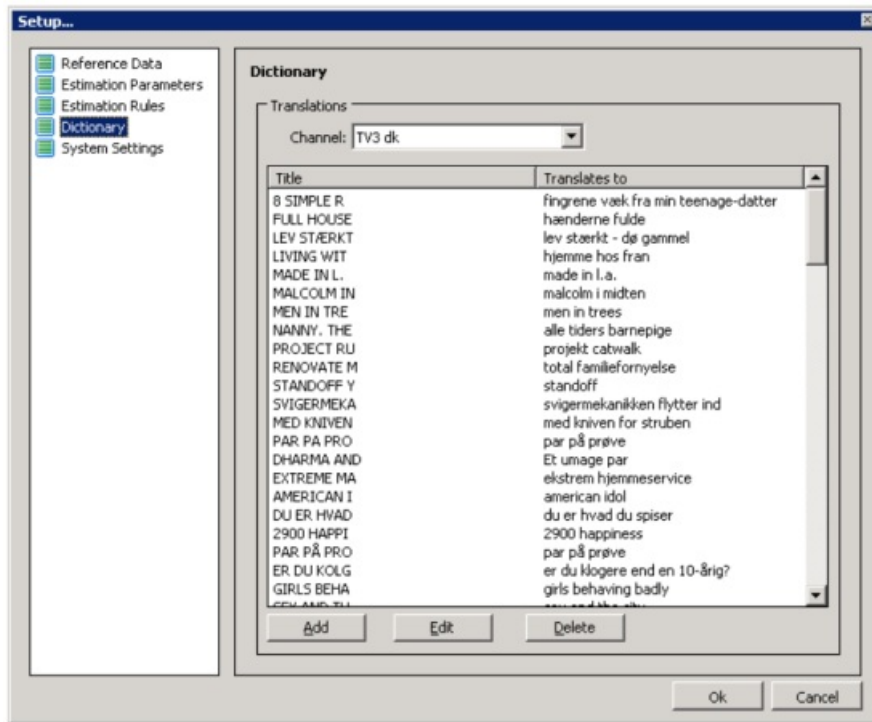 Setup...
Reference Data
Estimation Parameters
Estimation Rules
Dictionary
System Settings
Dictionary
Translations
Channel: TV3 dk
Title Translates to
8 SIMPLE R fingrene væk fra min teenage-datter
FULL HOUSE hænderne fulde
LEV STÆRKT lev stærkt - dø gammel
LIVING WIT hjemme hos fran
MADE IN L. made in l.a.
MALCOLM IN malcolm i midten
MEN IN TRE men in trees
NANNY. THE alle tiders barnepige
PROJECT RU projekt catwalk
RENOVATE M total familiefornyelse
STANDOFF Y standoff
SVIGERMEKA svigermekanikken flytter ind
MED KNIVEN med kniven for struben
PAR PA PRO par på prøve
DHARMA AND Et umage par
EXTREME MA ekstrem hjemmeservice
AMERICAN I american idol
DU ER HVAD du er hvad du spiser
2900 HAPPI 2900 happiness
PAR PÅ PRO par på prøve
ER DU KOLG er du klogere end en 10-årig?
GIRLS BEHA girls behaving badly
SEX AND TH sex and the city
Add Edit Delete
Ok Cancel